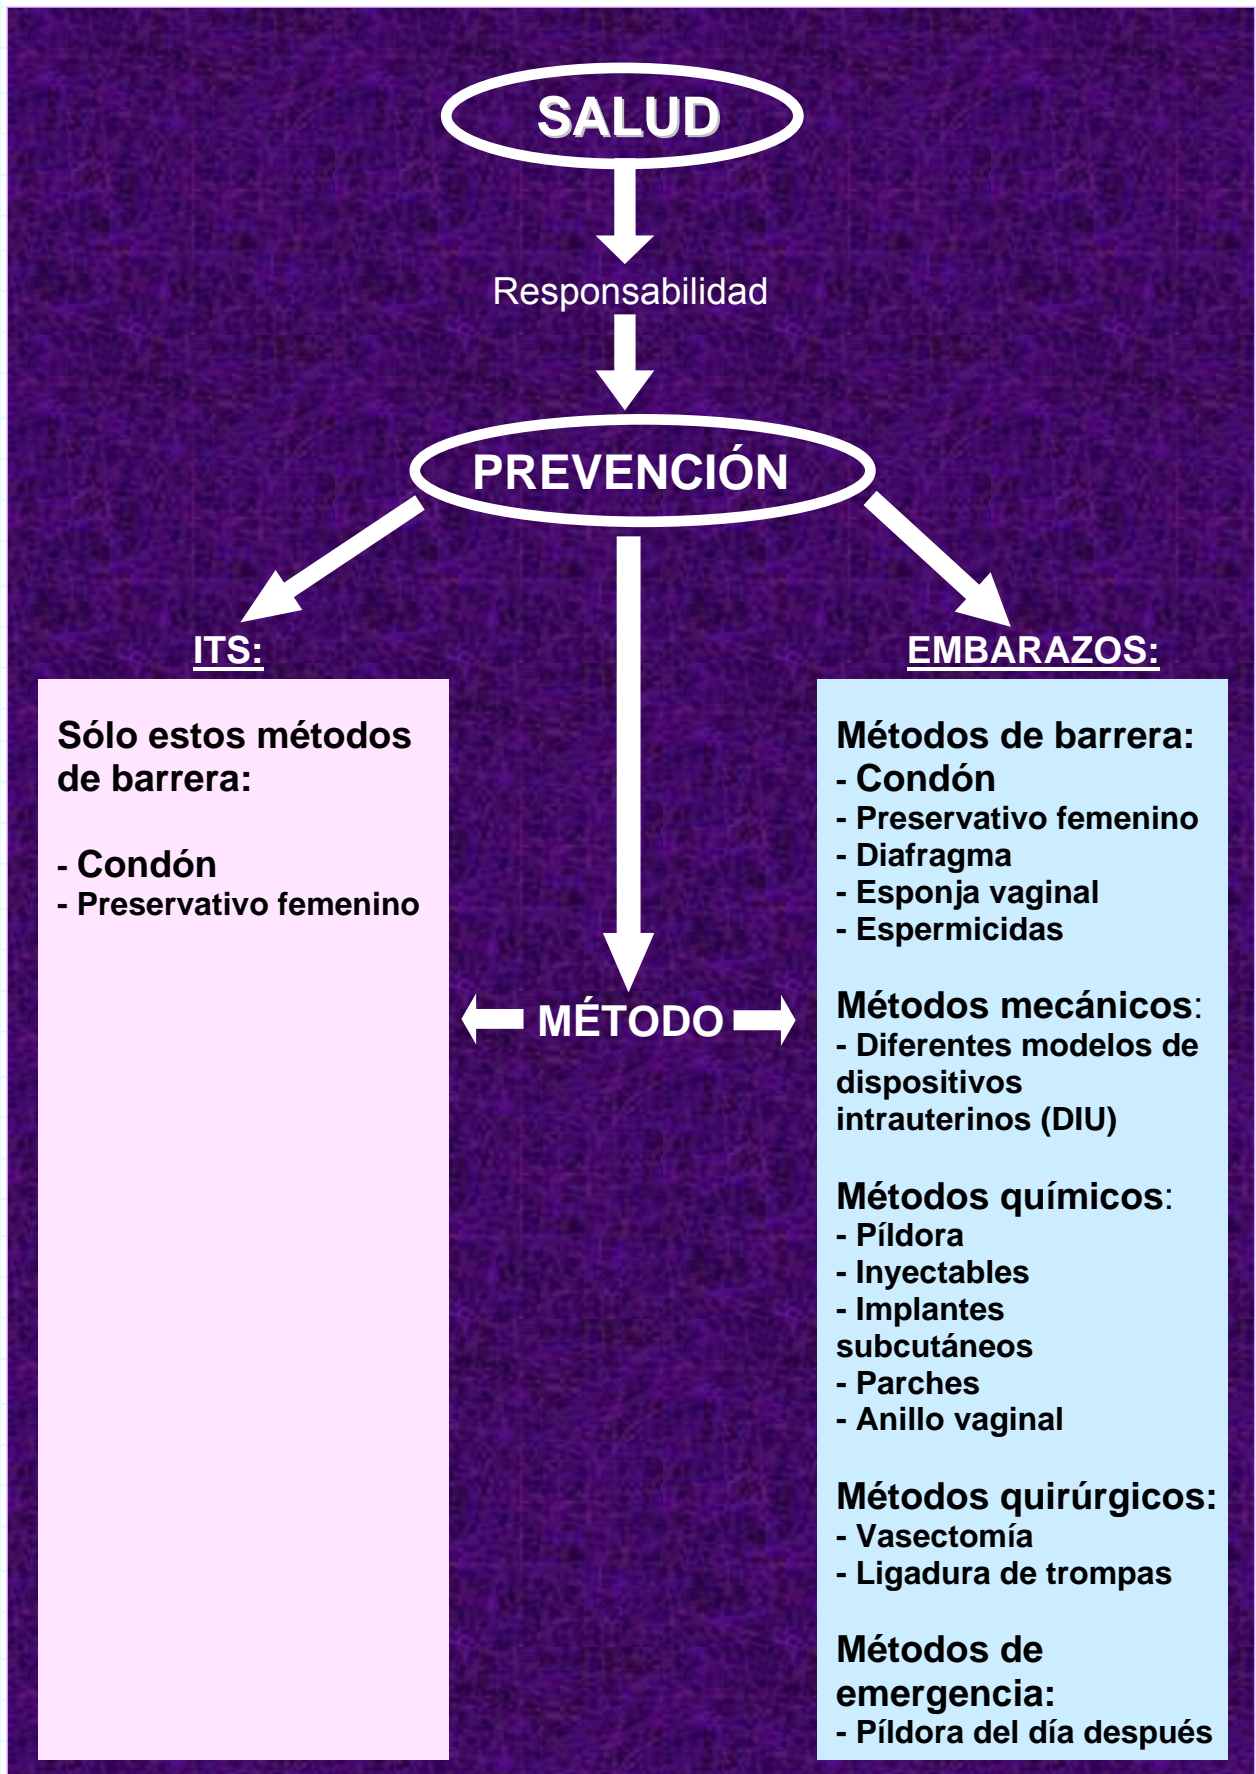 SALUD
Responsabilidad
PREVENCIÓN
ITS:
Sólo estos métodos
de barrera:
- Condón
- Preservativo femenino
MÉTODO
EMBARAZOS:
Métodos de barrera:
- Condón
- Preservativo femenino
- Diafragma
- Esponja vaginal
- Espermicidas
Métodos mecánicos:
- Diferentes modelos de
dispositivos
intrauterinos (DIU)
Métodos químicos:
- Píldora
- Inyectables
- Implantes
subcutáneos
- Parches
- Anillo vaginal
Métodos quirúrgicos:
- Vasectomía
- Ligadura de trompas
Métodos de
emergencia:
- Píldora del día después